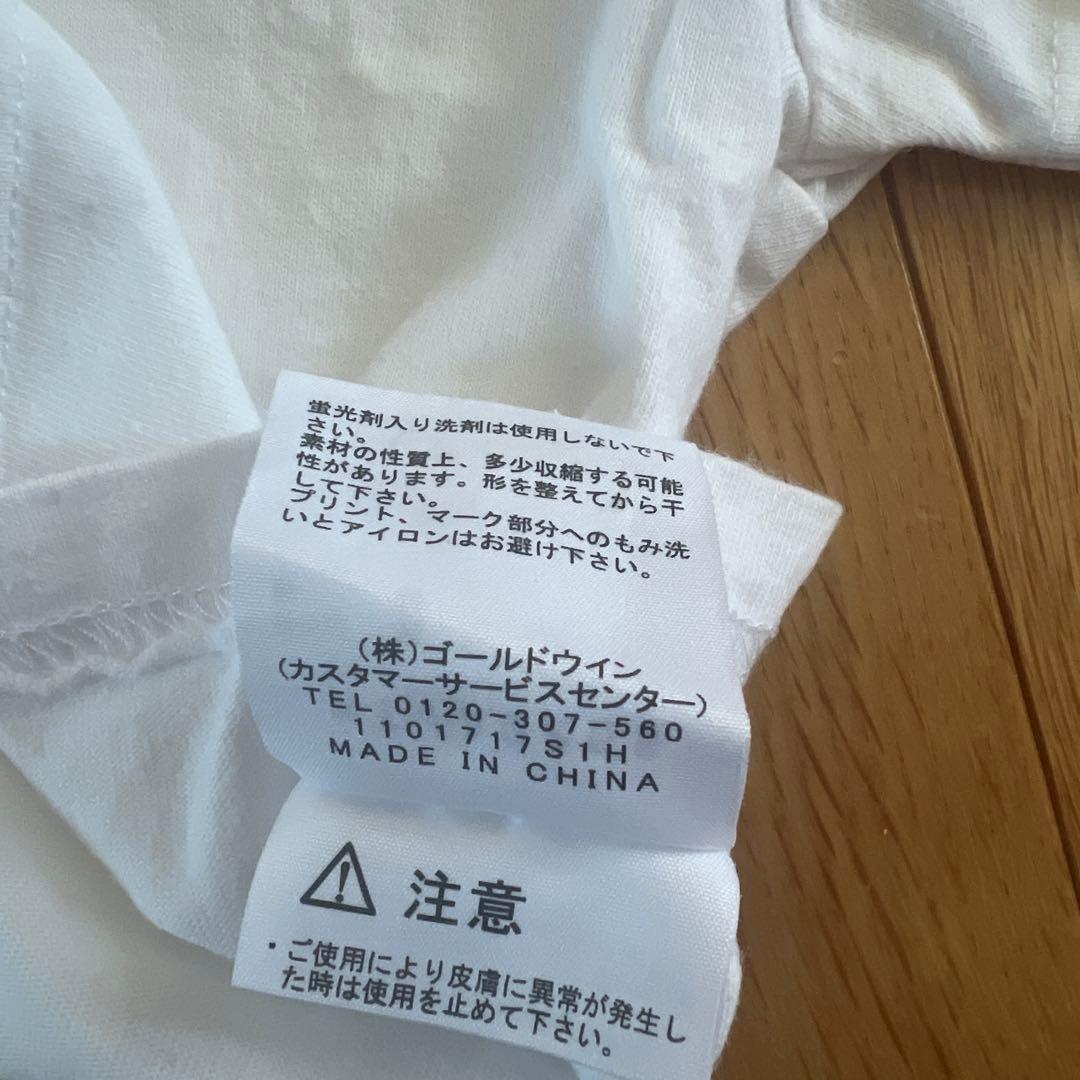 蛍光剤入り洗剤は使用しないで下
さい。
素材の性質上、多少収縮する可能
性があります。形を整えてから干
して下さい。
プリント、マーク部分へのもみ洗
いとアイロンはお避け下さい。
(株)ゴールドウイン
(カスタマーサービスセンター)
TEL 0120-307-560
1101717S1H
MADE IN CHINA
注意
・ご使用により皮膚に異常が発生し
た時は使用を止めて下さい。